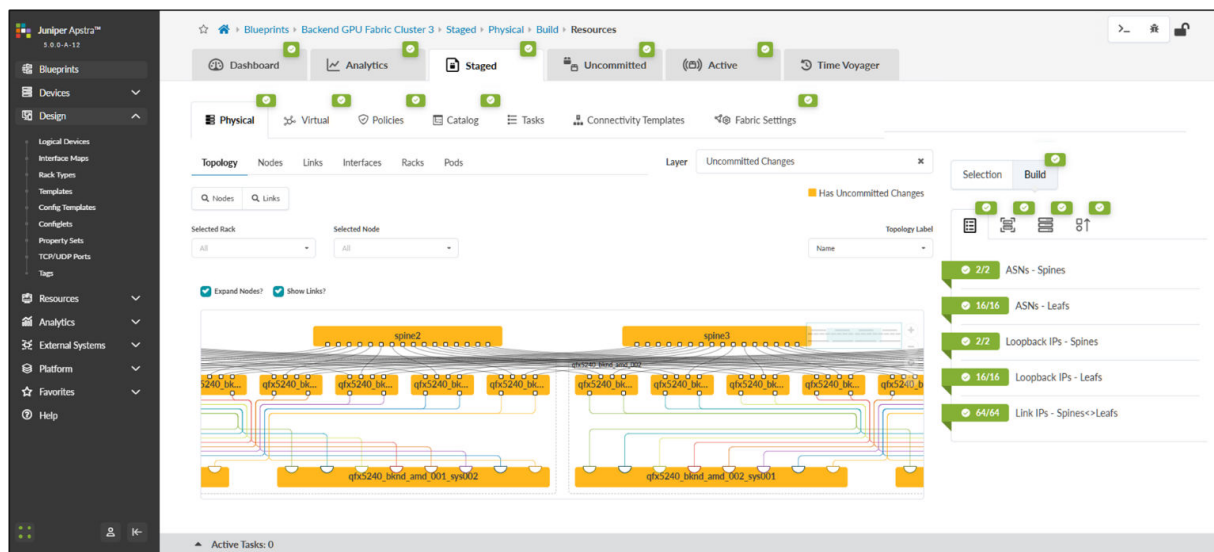 Juniper Apstra™
5.0.0-A-12
Blueprints
Devices
Design
Logical Devices
Interface Maps
Rack Types
Templates
Config Templates
Configlets
Property Sets
TCP/UDP Ports
Tags
Resources
Analytics
External Systems
Platform
Favorites
Help
Blueprints Backend GPU Fabric Cluster 3 Staged Physical Build Resources
Dashboard Analytics Staged Uncommitted Active Time Voyager
Physical Virtual Policies Catalog Tasks Connectivity Templates Fabric Settings
Topology Nodes Links Interfaces Racks Pods
Layer Uncommitted Changes
Nodes Links
Has Uncommitted Changes
Selected Rack Selected Node Topology Label
All All Name
Expand Nodes? Show Links?
spine2 spine3
qfx5240_bknd_amd_002
5240_bk... qfx5240_bk... qfx5240_bk... qfx5240_bk... qfx5240_bk... qfx5240_bk... qfx5240_bk... qfx5240_bk... qfx5240_bk... qfx5240_b
qfx5240_bknd_amd_001_sys002 qfx5240_bknd_amd_002_sys001
Selection Build
2/2 ASNs - Spines
16/16 ASNs - Leafs
2/2 Loopback IPs - Spines
16/16 Loopback IPs - Leafs
64/64 Link IPs - Spines<>Leafs
Active Tasks: 0